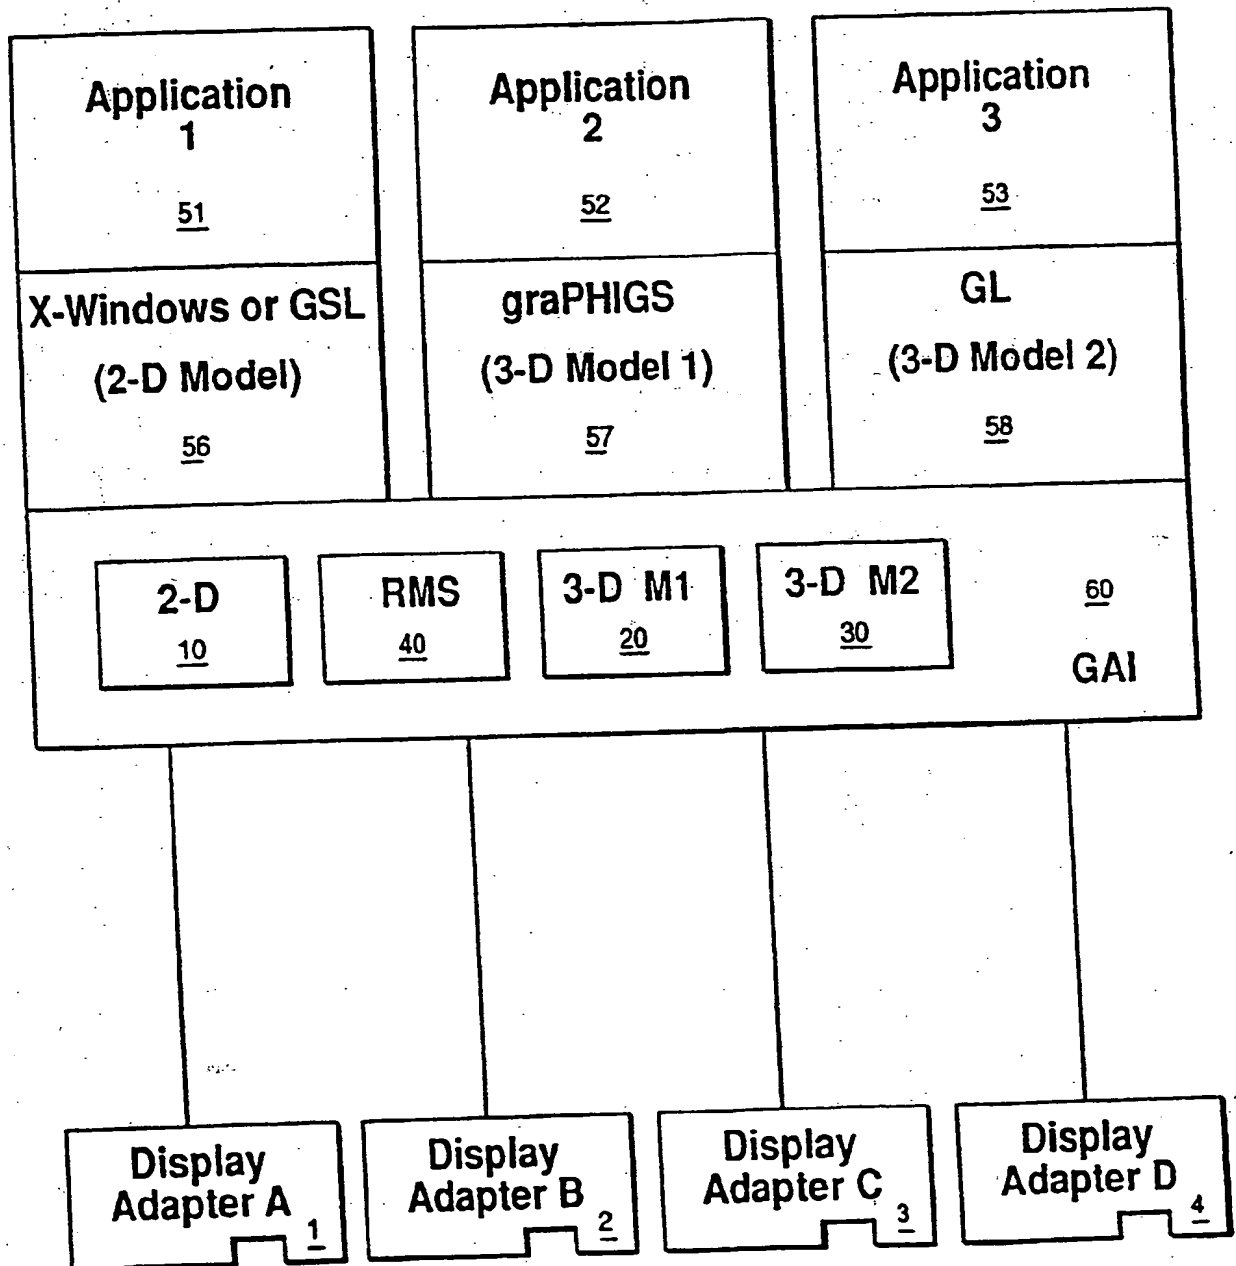 Application
1
51
Application
2
52
Application
3
53
X-Windows or GSL
(2-D Model)
56
graPHIGS
(3-D Model 1)
57
GL
(3-D Model 2)
58
2-D
10
RMS
40
3-D M1
20
3-D M2
30
60
GAI
Display
Adapter A
1
Display
Adapter B
2
Display
Adapter C
3
Display
Adapter D
4